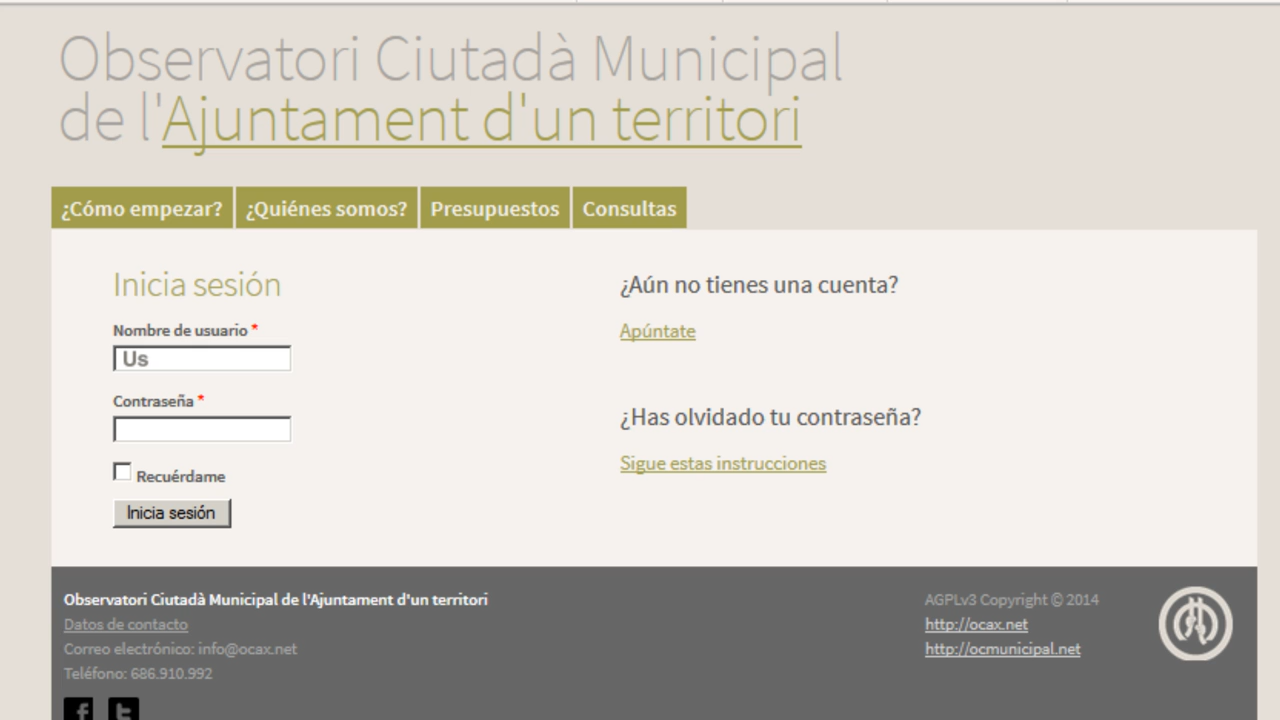 Observatori Ciutadà Municipal
de l'Ajuntament d'un territori
¿Cómo empezar? ¿Quiénes somos? Presupuestos Consultas
Inicia sesión
Nombre de usuario *
Us
Contraseña *
Recuérdame
Inicia sesión
¿Aún no tienes una cuenta?
Apúntate
¿Has olvidado tu contraseña?
Sigue estas instrucciones
Observatori Ciutadà Municipal de l'Ajuntament d'un territori
Datos de contacto
Correo electrónico: info@ocax.net
Teléfono: 686.910.992
AGPLv3 Copyright © 2014
http://ocax.net
http://ocmunicipal.net